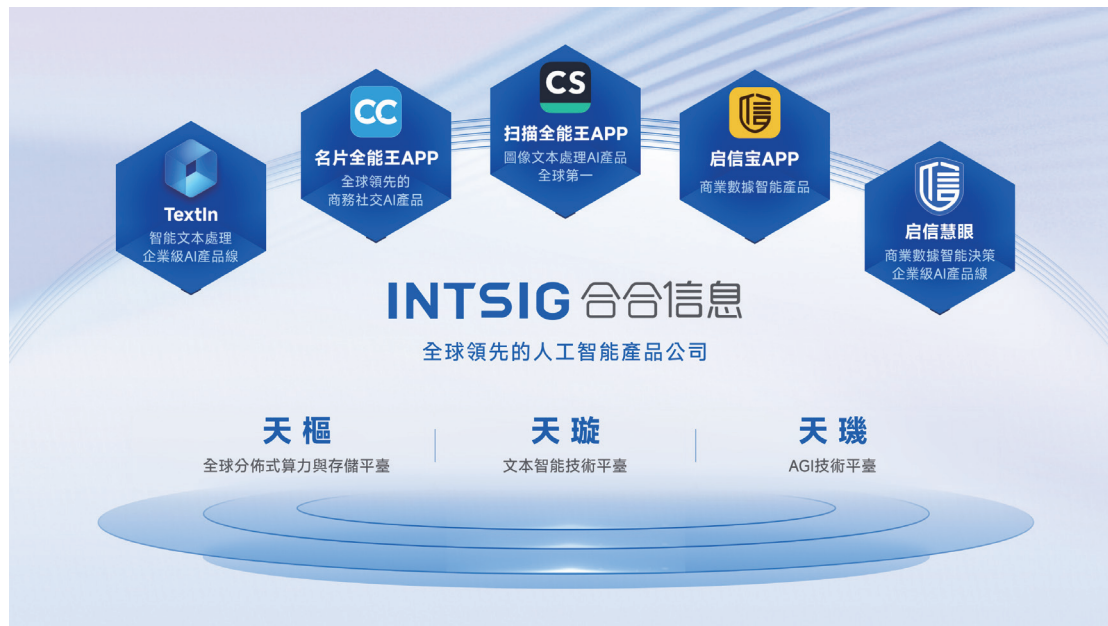 CC
名片全能王APP
全球領先的
商務社交AI產品
CS
扫描全能王APP
圖像文本處理AI產品
全球第一
信
启信宝APP
商業數據智能產品
TextIn
智能文本處理
企業級AI產品線
信
启信慧眼
商業數據智能決策
企業級AI產品線
INTSIG 合合信息
全球領先的人工智能產品公司
天樞
全球分佈式算力與存儲平臺
天璇
文本智能技術平臺
天璣
AGI技術平臺